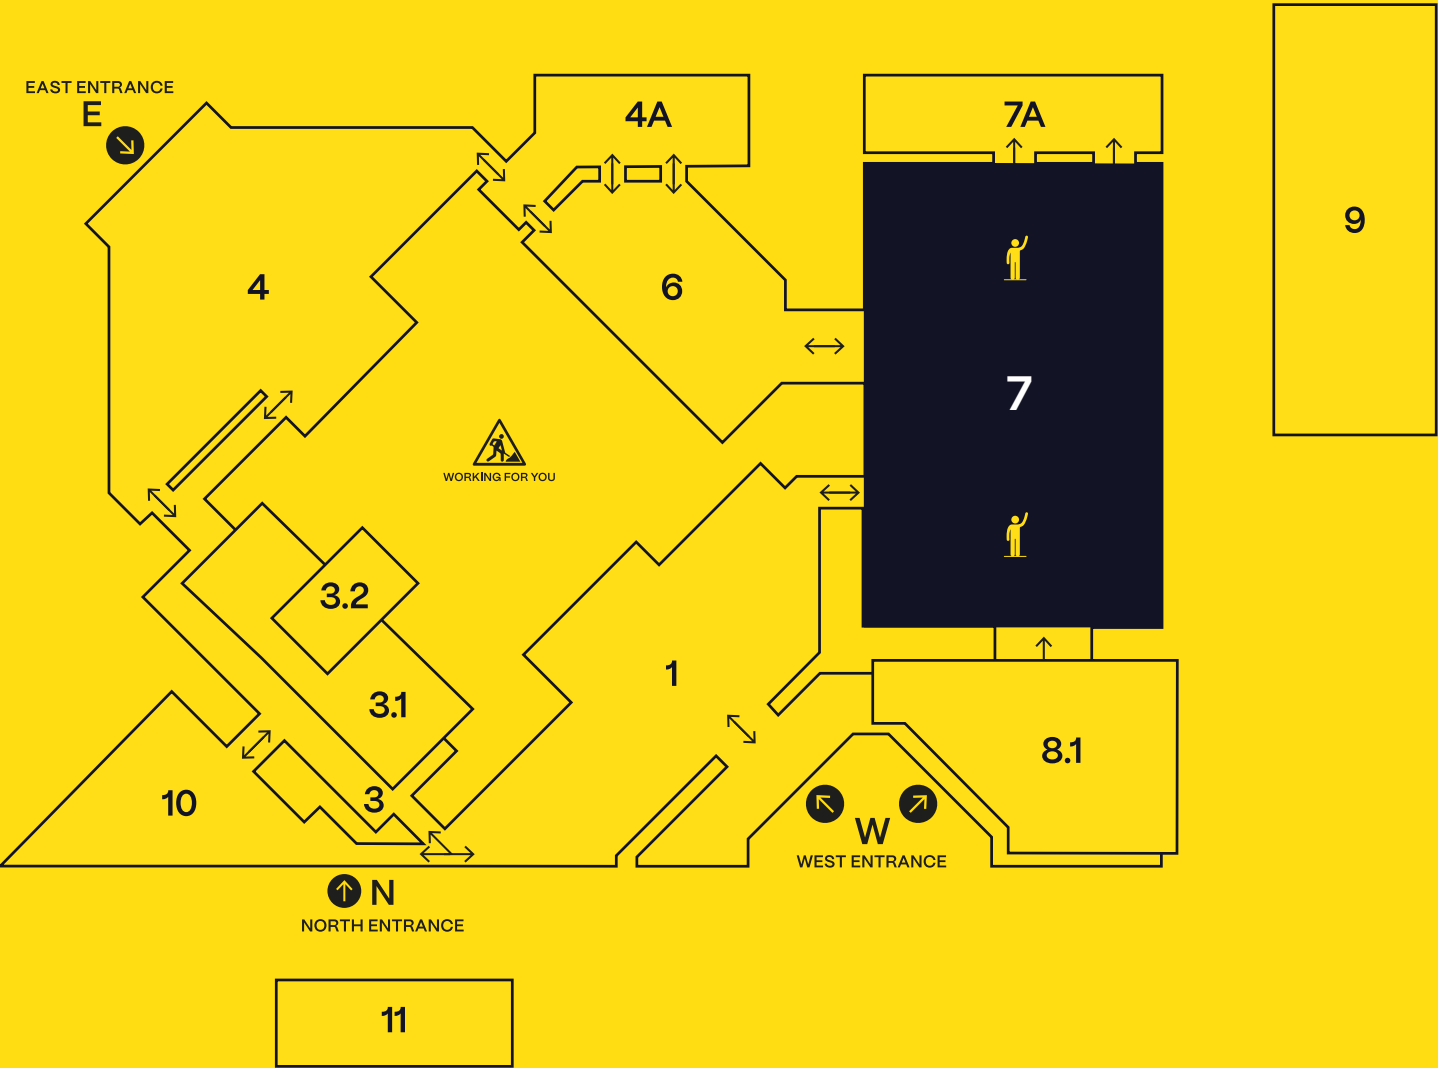 EAST ENTRANCE
E
4A
7A
9
4
6
7
WORKING FOR YOU
3.2
1
3.1
8.1
10
3
W
WEST ENTRANCE
N
NORTH ENTRANCE
11